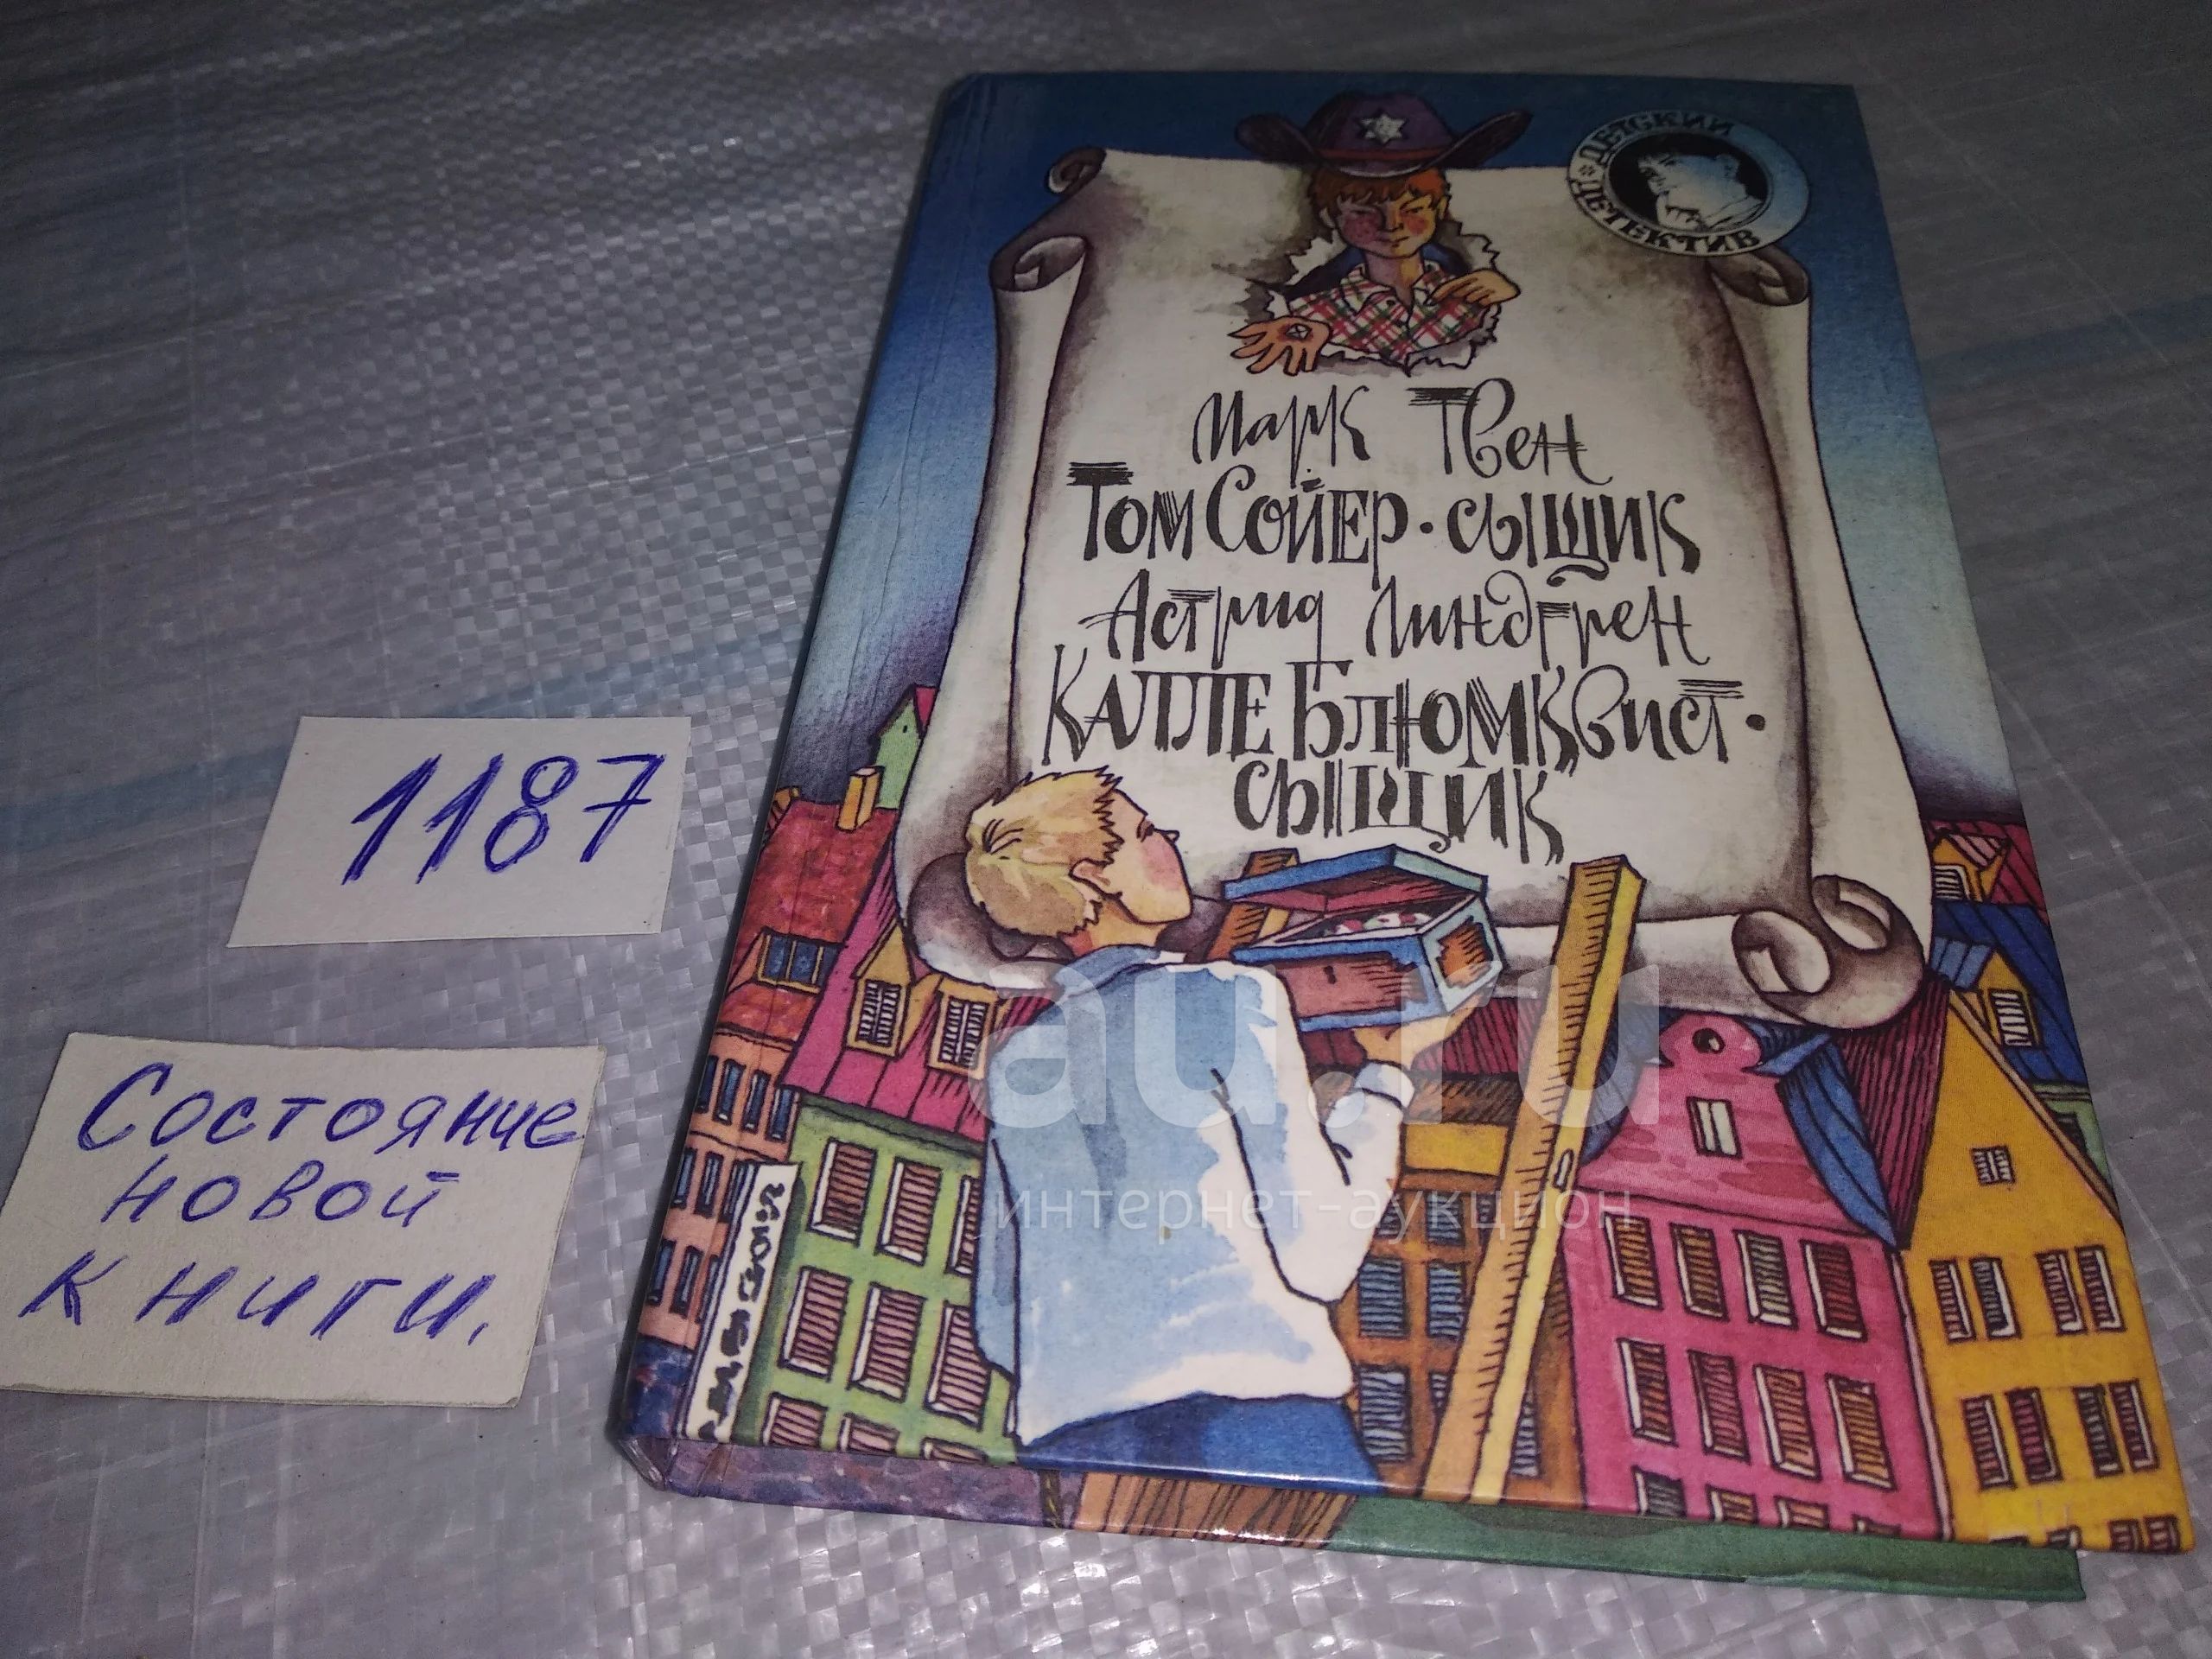 ДЕТСКИЙ
ДЕТЕКТИВ
Марк Твен
Том Сойер · сыщик
Астрид Линдгрен
Калле Блюмквист ·
сыщик
1187
Состояние
новой
книги.
au.ru
интернет-аукцион